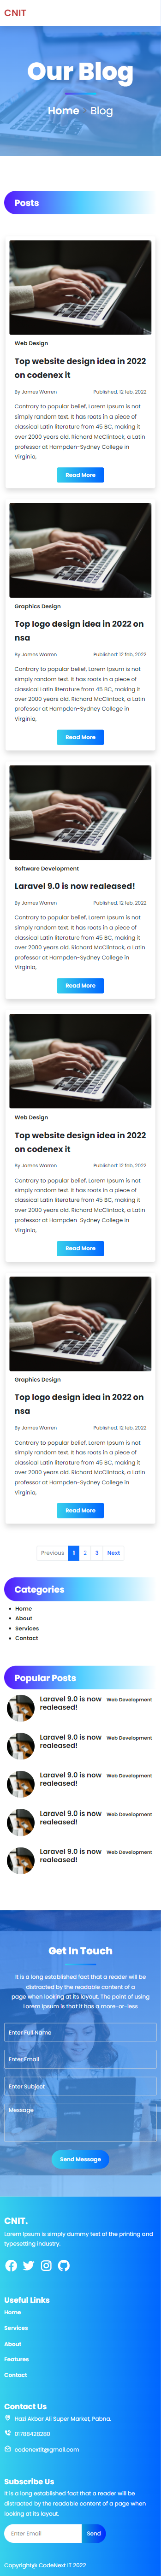 CNIT
Our Blog
Home Blog
Posts
Web Design
Top website design idea in 2022
on codenex it
By James Warren Published: 12 feb, 2022
Contrary to popular belief, Lorem Ipsum is not
simply random text. It has roots in a piece of
classical Latin literature from 45 BC, making it
over 2000 years old. Richard McClintock, a Latin
professor at Hampden-Sydney College in
Virginia,
Read More
Graphics Design
Top logo design idea in 2022 on
nsa
By James Warren Published: 12 feb, 2022
Contrary to popular belief, Lorem Ipsum is not
simply random text. It has roots in a piece of
classical Latin literature from 45 BC, making it
over 2000 years old. Richard McClintock, a Latin
professor at Hampden-Sydney College in
Virginia,
Read More
Software Development
Laravel 9.0 is now realeased!
By James Warren Published: 12 feb, 2022
Contrary to popular belief, Lorem Ipsum is not
simply random text. It has roots in a piece of
classical Latin literature from 45 BC, making it
over 2000 years old. Richard McClintock, a Latin
professor at Hampden-Sydney College in
Virginia,
Read More
Web Design
Top website design idea in 2022
on codenex it
By James Warren Published: 12 feb, 2022
Contrary to popular belief, Lorem Ipsum is not
simply random text. It has roots in a piece of
classical Latin literature from 45 BC, making it
over 2000 years old. Richard McClintock, a Latin
professor at Hampden-Sydney College in
Virginia,
Read More
Graphics Design
Top logo design idea in 2022 on
nsa
By James Warren Published: 12 feb, 2022
Contrary to popular belief, Lorem Ipsum is not
simply random text. It has roots in a piece of
classical Latin literature from 45 BC, making it
over 2000 years old. Richard McClintock, a Latin
professor at Hampden-Sydney College in
Virginia,
Read More
Previous 1 2 3 Next
Categories
Home
About
Services
Contact
Popular Posts
Laravel 9.0 is now Web Development
realeased!
Laravel 9.0 is now Web Development
realeased!
Laravel 9.0 is now Web Development
realeased!
Laravel 9.0 is now Web Development
realeased!
Laravel 9.0 is now Web Development
realeased!
Get In Touch
It is a long established fact that a reader will be
distracted by the readable content of a
page when looking at its layout. The point of using
Lorem Ipsum is that it has a more-or-less
Enter Full Name
Enter Email
Enter Subject
Message
Send Message
CNIT.
Lorem Ipsum is simply dummy text of the printing and
typesetting industry.
Useful Links
Home
Services
About
Features
Contact
Contact Us
Hazi Akbar Ali Super Market, Pabna.
01788428280
codenextit@gmail.com
Subscribe Us
It is a long established fact that a reader will be
distracted by the readable content of a page when
looking at its layout.
Enter Email Send
Copyright@ CodeNext IT 2022